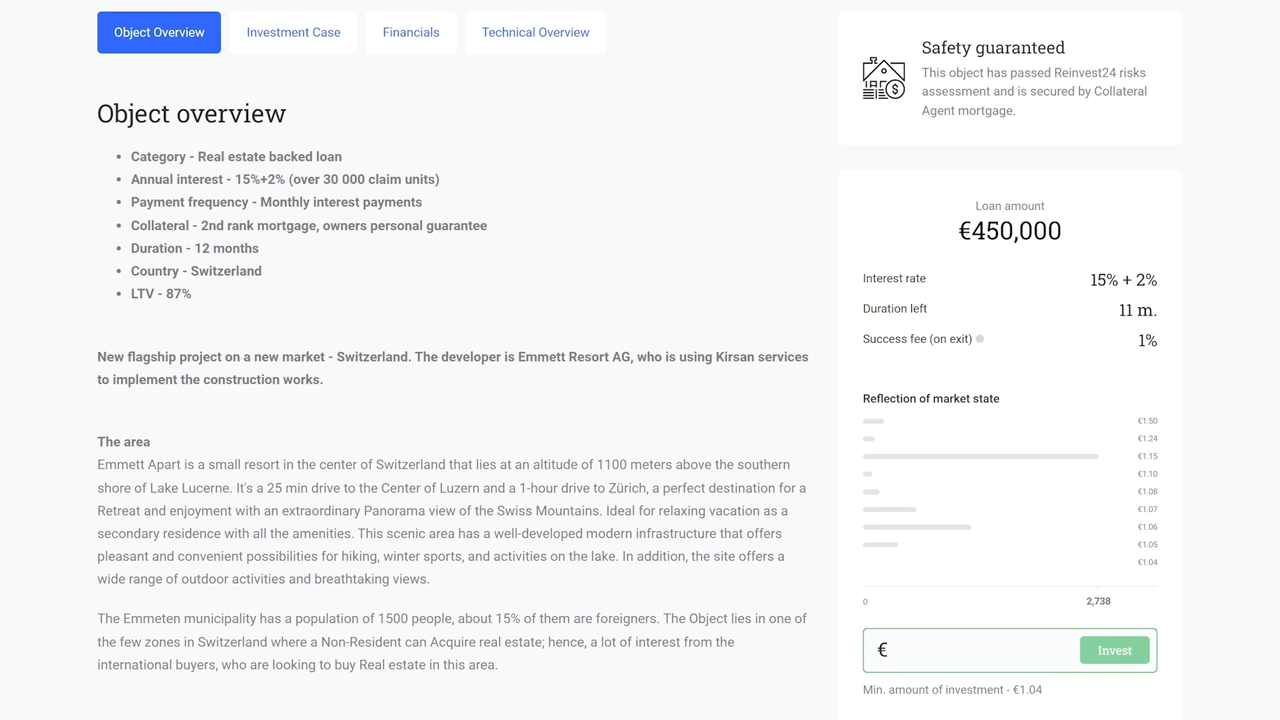 Object Overview
Investment Case
Financials
Technical Overview
Object overview
• Category - Real estate backed loan
• Annual interest - 15%+2% (over 30 000 claim units)
• Payment frequency - Monthly interest payments
• Collateral - 2nd rank mortgage, owners personal guarantee
• Duration - 12 months
• Country - Switzerland
• LTV - 87%
New flagship project on a new market - Switzerland. The developer is Emmett Resort AG, who is using Kirsan services
to implement the construction works.
The area
Emmett Apart is a small resort in the center of Switzerland that lies at an altitude of 1100 meters above the southern
shore of Lake Lucerne. It's a 25 min drive to the Center of Luzern and a 1-hour drive to Zürich, a perfect destination for a
Retreat and enjoyment with an extraordinary Panorama view of the Swiss Mountains. Ideal for relaxing vacation as a
secondary residence with all the amenities. This scenic area has a well-developed modern infrastructure that offers
pleasant and convenient possibilities for hiking, winter sports, and activities on the lake. In addition, the site offers a
wide range of outdoor activities and breathtaking views.
The Emmeten municipality has a population of 1500 people, about 15% of them are foreigners. The Object lies in one of
the few zones in Switzerland where a Non-Resident can Acquire real estate; hence, a lot of interest from the
international buyers, who are looking to buy Real estate in this area.
Safety guaranteed
This object has passed Reinvest24 risks
assessment and is secured by Collateral
Agent mortgage.
Loan amount
€450,000
Interest rate 15% + 2%
Duration left 11 m.
Success fee (on exit) 1%
Reflection of market state
€1.50
€1.24
€1.15
€1.10
€1.08
€1.07
€1.06
€1.05
€1.04
0 2,738
€ Invest
Min. amount of investment - €1.04